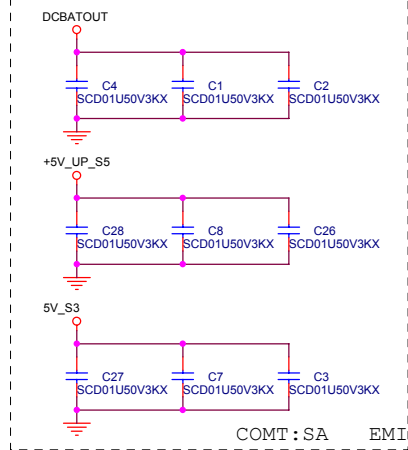 DCBATOUT
C4 C1 C2
SCD01U50V3KX SCD01U50V3KX SCD01U50V3KX
+5V_UP_S5
C28 C8 C26
SCD01U50V3KX SCD01U50V3KX SCD01U50V3KX
5V_S3
C27 C7 C3
SCD01U50V3KX SCD01U50V3KX SCD01U50V3KX
COMT:SA EMI